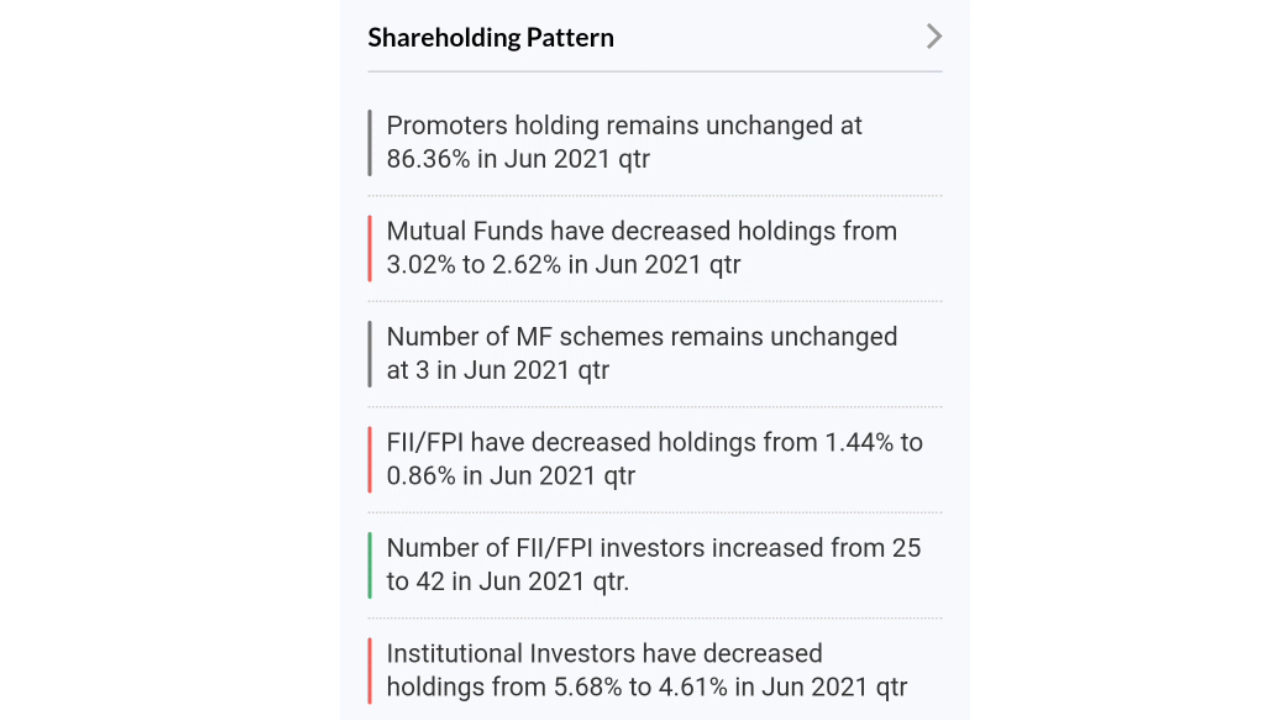 Shareholding Pattern
Promoters holding remains unchanged at
86.36% in Jun 2021 qtr
Mutual Funds have decreased holdings from
3.02% to 2.62% in Jun 2021 qtr
Number of MF schemes remains unchanged
at 3 in Jun 2021 qtr
FII/FPI have decreased holdings from 1.44% to
0.86% in Jun 2021 qtr
Number of FII/FPI investors increased from 25
to 42 in Jun 2021 qtr.
Institutional Investors have decreased
holdings from 5.68% to 4.61% in Jun 2021 qtr